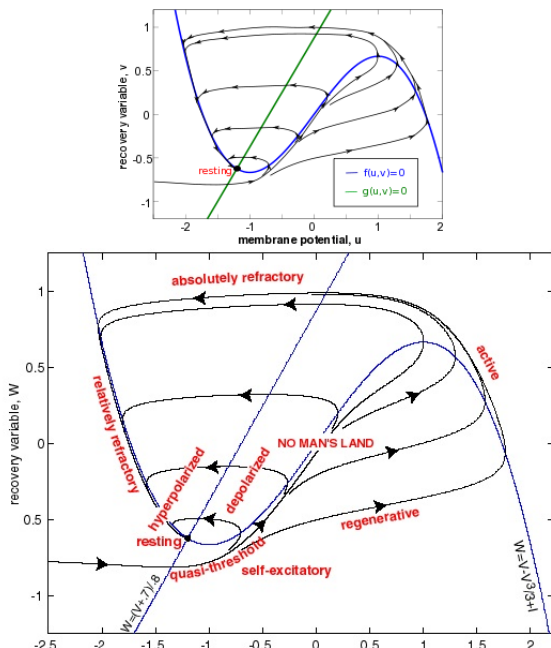 1
0.5
0
-0.5
-1
recovery variable, v
resting
f(u,v)=0
g(u,v)=0
-2
-1
0
1
2
membrane potential, u
1
0.5
0
0.5
-1
recovery variable, W
absolutely refractory
active
relatively refractory
NO MAN'S LAND
hyperpolarized
depolarized
resting
regenerative
quasi-threshold
self-excitatory
W=(V+.7)/.8
W=V-V³/3+I
-2.5
-2
-1.5
-1
-0.5
0
0.5
1
1.5
2